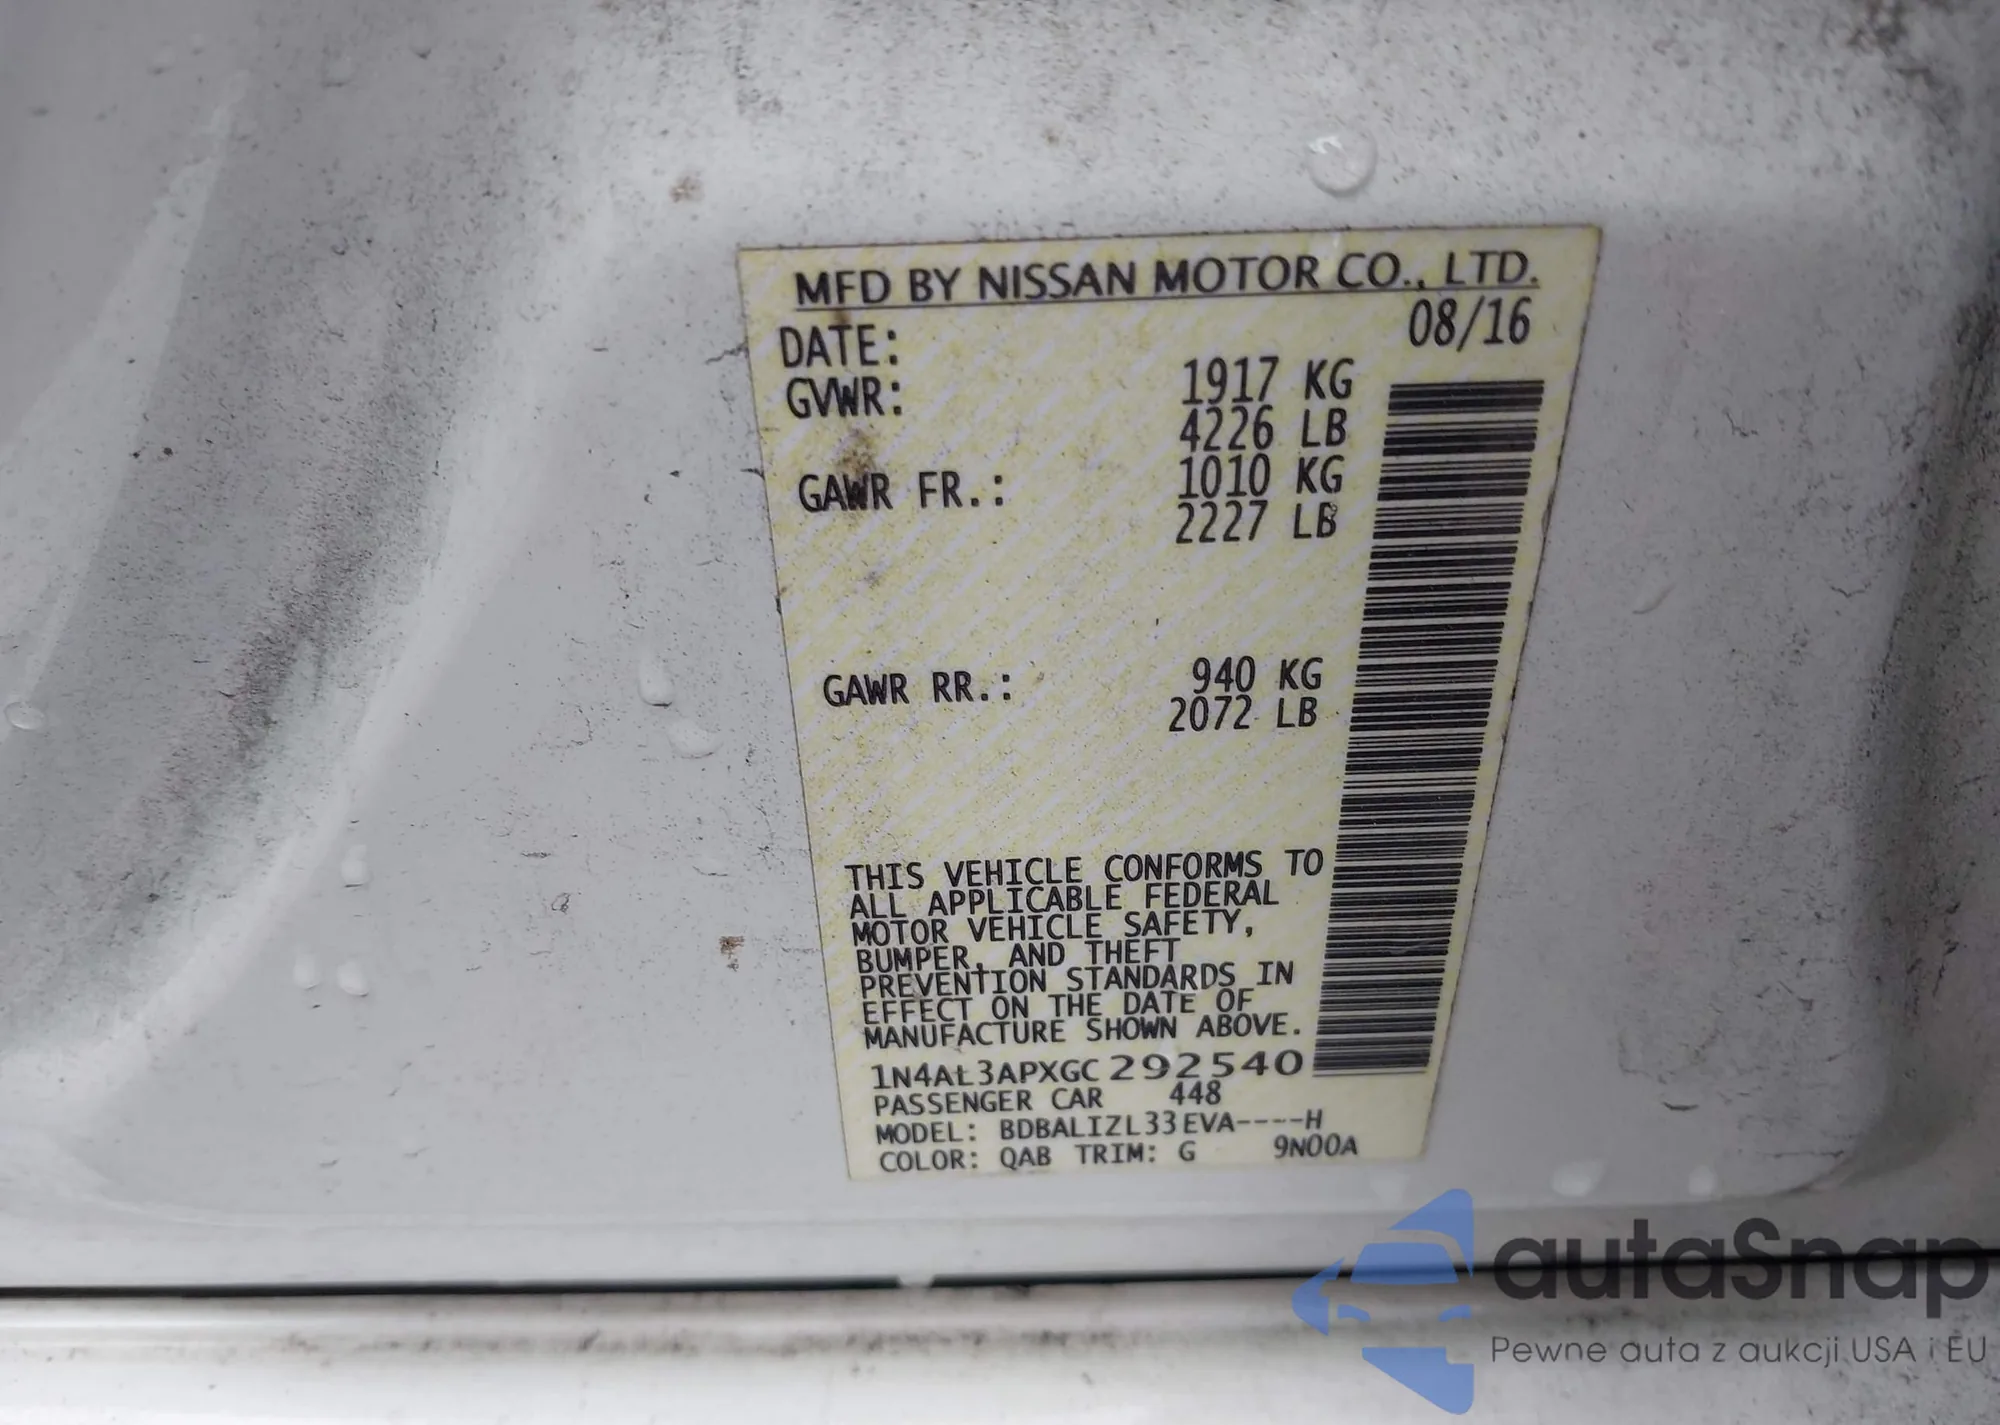 MFD BY NISSAN MOTOR CO., LTD.
DATE: 08/16
GVWR: 1917 KG
4226 LB
GAWR FR.: 1010 KG
2227 LB
GAWR RR.: 940 KG
2072 LB
THIS VEHICLE CONFORMS TO
ALL APPLICABLE FEDERAL
MOTOR VEHICLE SAFETY,
BUMPER, AND THEFT
PREVENTION STANDARDS IN
EFFECT ON THE DATE OF
MANUFACTURE SHOWN ABOVE.
1N4AL3APXGC292540
PASSENGER CAR 448
MODEL: BDBALIZL33EVA----H
COLOR: QAB TRIM: G 9N00A
autaSnap
Pewne auta z aukcji USA i EU